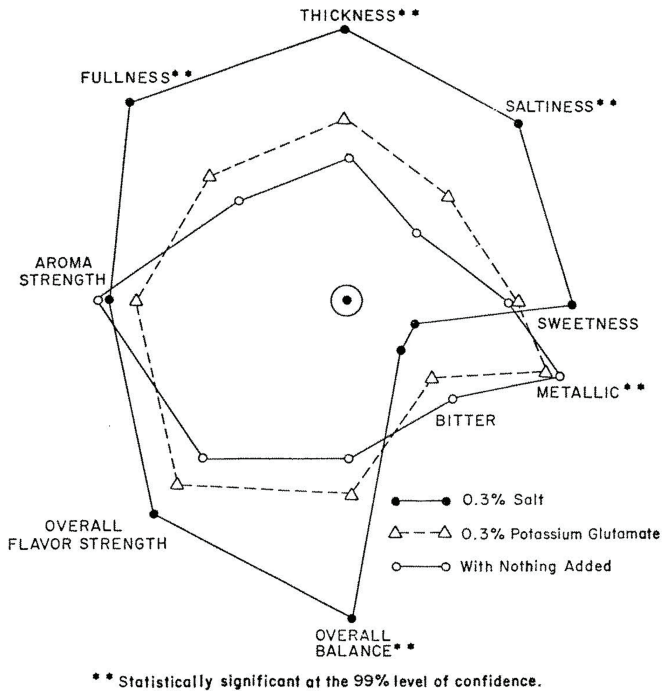 THICKNESS**
FULLNESS**
SALTINESS**
AROMA
STRENGTH
SWEETNESS
METALLIC**
BITTER
0.3% Salt
0.3% Potassium Glutamate
With Nothing Added
OVERALL
FLAVOR STRENGTH
OVERALL
BALANCE**
** Statistically significant at the 99% level of confidence.